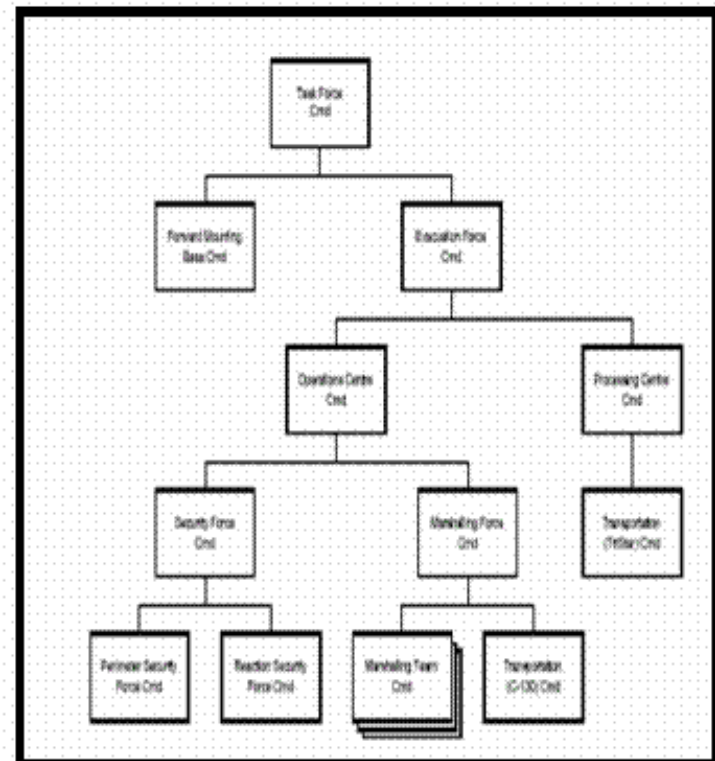 Task Force
Cmd
Forward Mounting
Base Cmd
Evacuation Force
Cmd
Operations Centre
Cmd
Processing Centre
Cmd
Security Force
Cmd
Marshalling Force
Cmd
Transportation
(TriStar) Cmd
Perimeter Security
Force Cmd
Reaction Security
Force Cmd
Marshalling Team
Cmd
Transportation
(C-130) Cmd